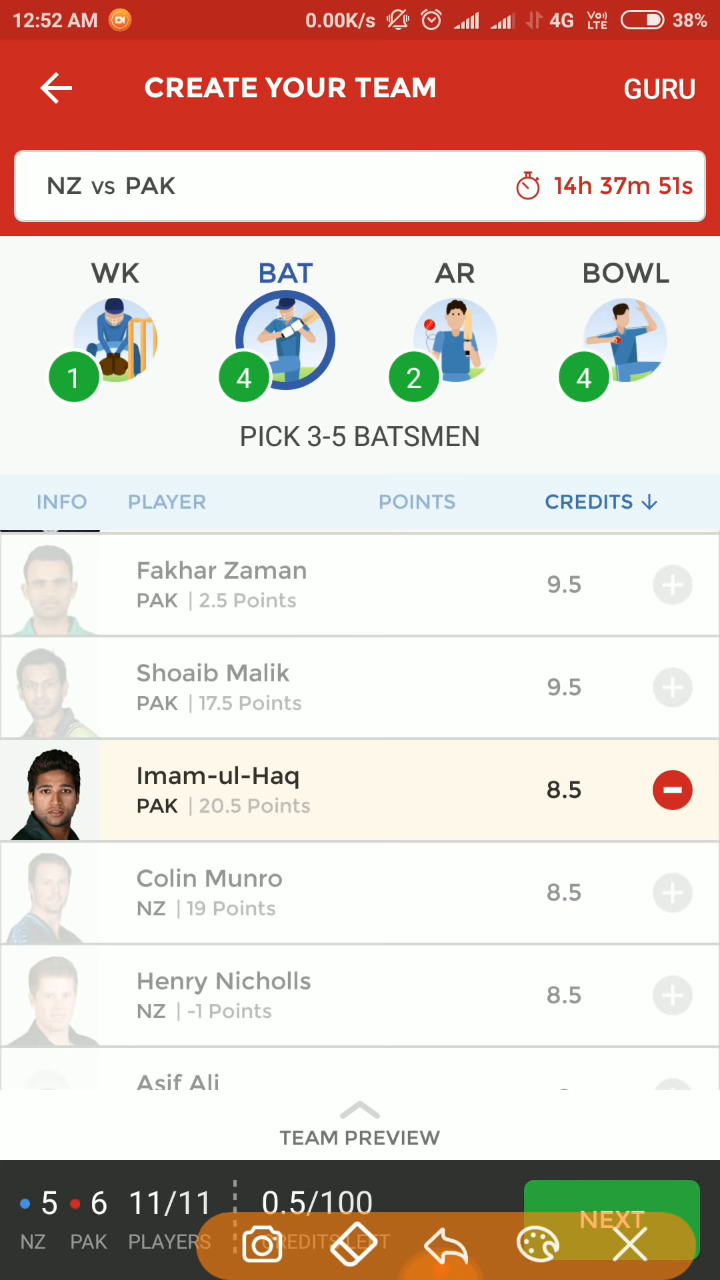 12:52 AM 0.00K/s 4G VoLTE 38%
CREATE YOUR TEAM GURU
NZ vs PAK 14h 37m 51s
WK BAT AR BOWL
1 4 2 4
PICK 3-5 BATSMEN
INFO PLAYER POINTS CREDITS
Fakhar Zaman
PAK | 2.5 Points 9.5
Shoaib Malik
PAK | 17.5 Points 9.5
Imam-ul-Haq
PAK | 20.5 Points 8.5
Colin Munro
NZ | 19 Points 8.5
Henry Nicholls
NZ | -1 Points 8.5
Asif Ali
TEAM PREVIEW
5 6 11/11 0.5/100 NEXT
NZ PAK PLAYERS CREDITS LEFT